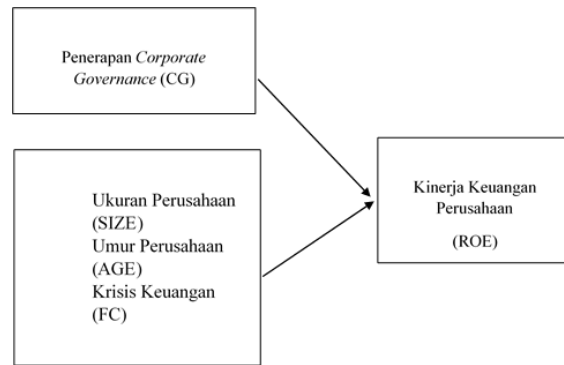 Penerapan Corporate
Governance (CG)
Ukuran Perusahaan
(SIZE)
Umur Perusahaan
(AGE)
Krisis Keuangan
(FC)
Kinerja Keuangan
Perusahaan
(ROE)